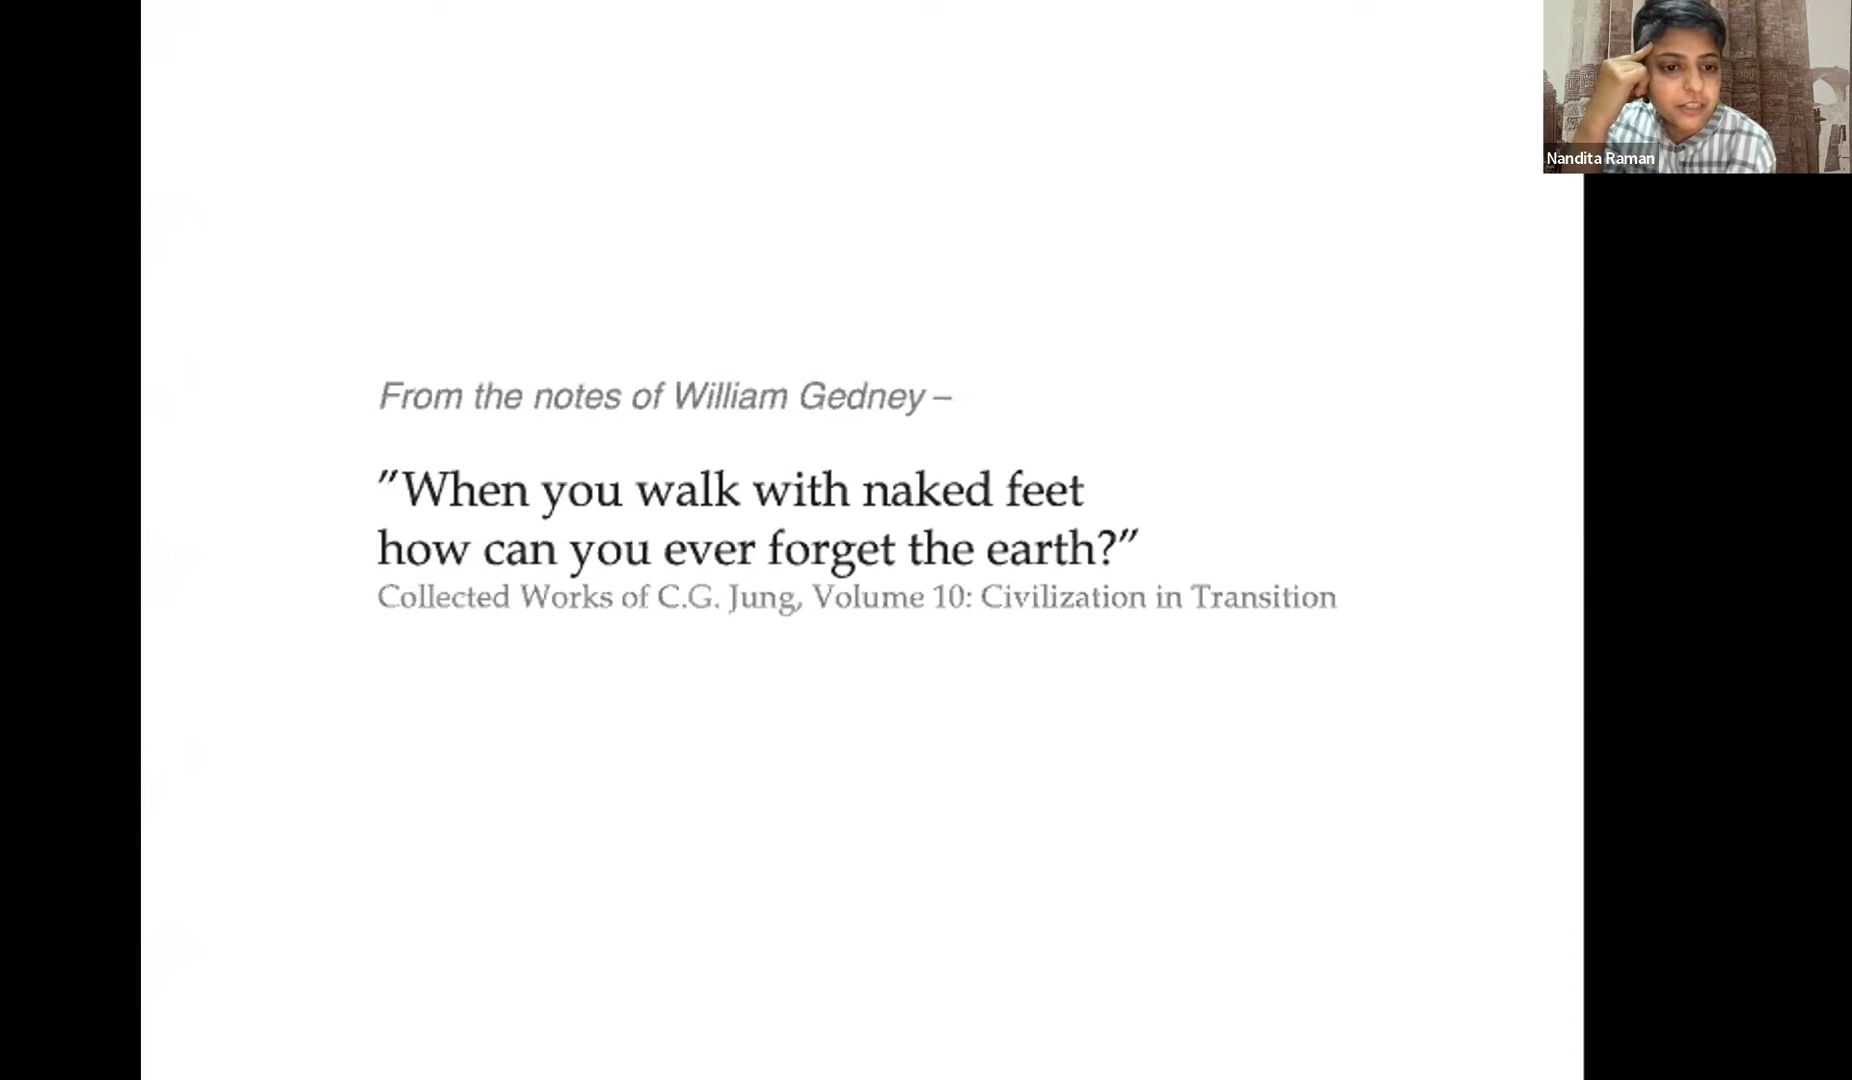 Nandita Raman
From the notes of William Gedney –
"When you walk with naked feet
how can you ever forget the earth?"
Collected Works of C.G. Jung, Volume 10: Civilization in Transition